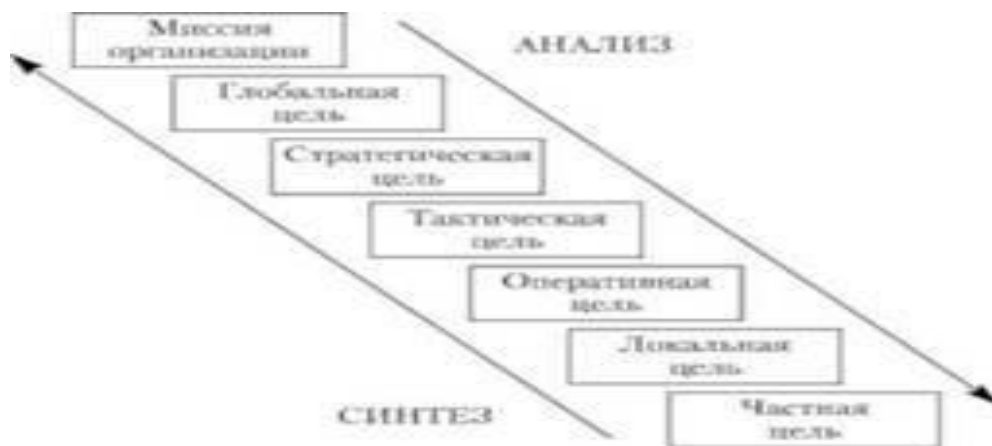 Миссия
организации
АНАЛИЗ
Глобальная
цель
Стратегическая
цель
Тактическая
цель
Оперативная
цель
Локальная
цель
СИНТЕЗ
Частная
цель